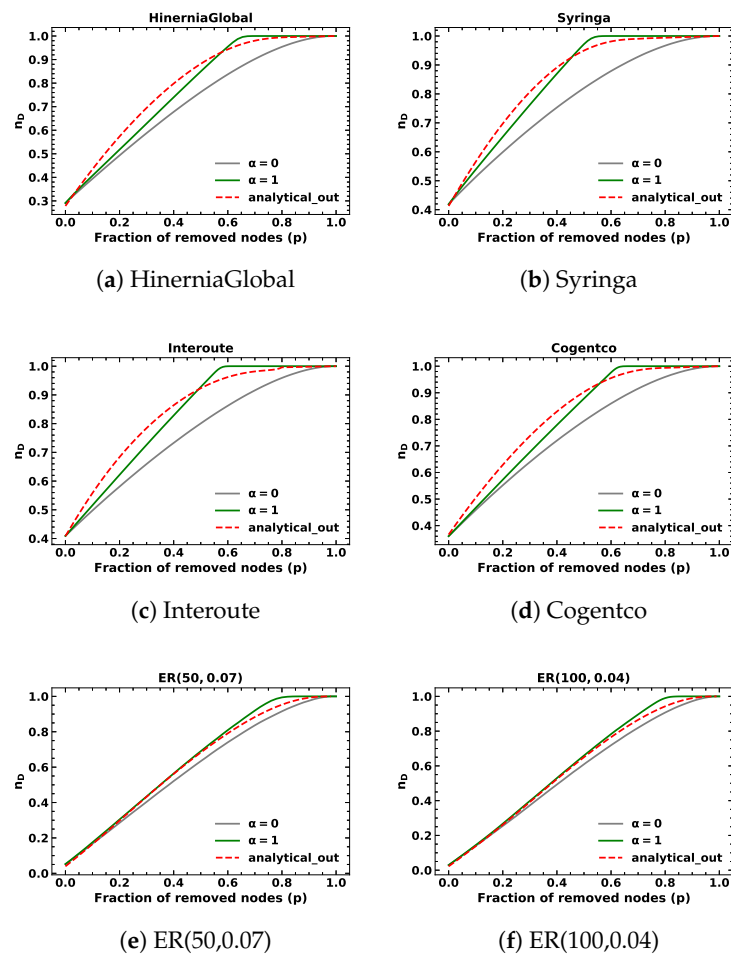 HinerniaGlobal
1.0
0.9
0.8
0.7
0.6
0.5
0.4
0.3
n_D
α = 0
α = 1
analytical_out
0.0 0.2 0.4 0.6 0.8 1.0
Fraction of removed nodes (p)
(a) HinerniaGlobal
Syringa
1.0
0.9
0.8
0.7
0.6
0.5
0.4
n_D
α = 0
α = 1
analytical_out
0.0 0.2 0.4 0.6 0.8 1.0
Fraction of removed nodes (p)
(b) Syringa
Interoute
1.0
0.9
0.8
0.7
0.6
0.5
0.4
n_D
α = 0
α = 1
analytical_out
0.0 0.2 0.4 0.6 0.8 1.0
Fraction of removed nodes (p)
(c) Interoute
Cogentco
1.0
0.9
0.8
0.7
0.6
0.5
0.4
n_D
α = 0
α = 1
analytical_out
0.0 0.2 0.4 0.6 0.8 1.0
Fraction of removed nodes (p)
(d) Cogentco
ER(50, 0.07)
1.0
0.8
0.6
0.4
0.2
0.0
n_D
α = 0
α = 1
analytical_out
0.0 0.2 0.4 0.6 0.8 1.0
Fraction of removed nodes (p)
(e) ER(50,0.07)
ER(100, 0.04)
1.0
0.8
0.6
0.4
0.2
0.0
n_D
α = 0
α = 1
analytical_out
0.0 0.2 0.4 0.6 0.8 1.0
Fraction of removed nodes (p)
(f) ER(100,0.04)